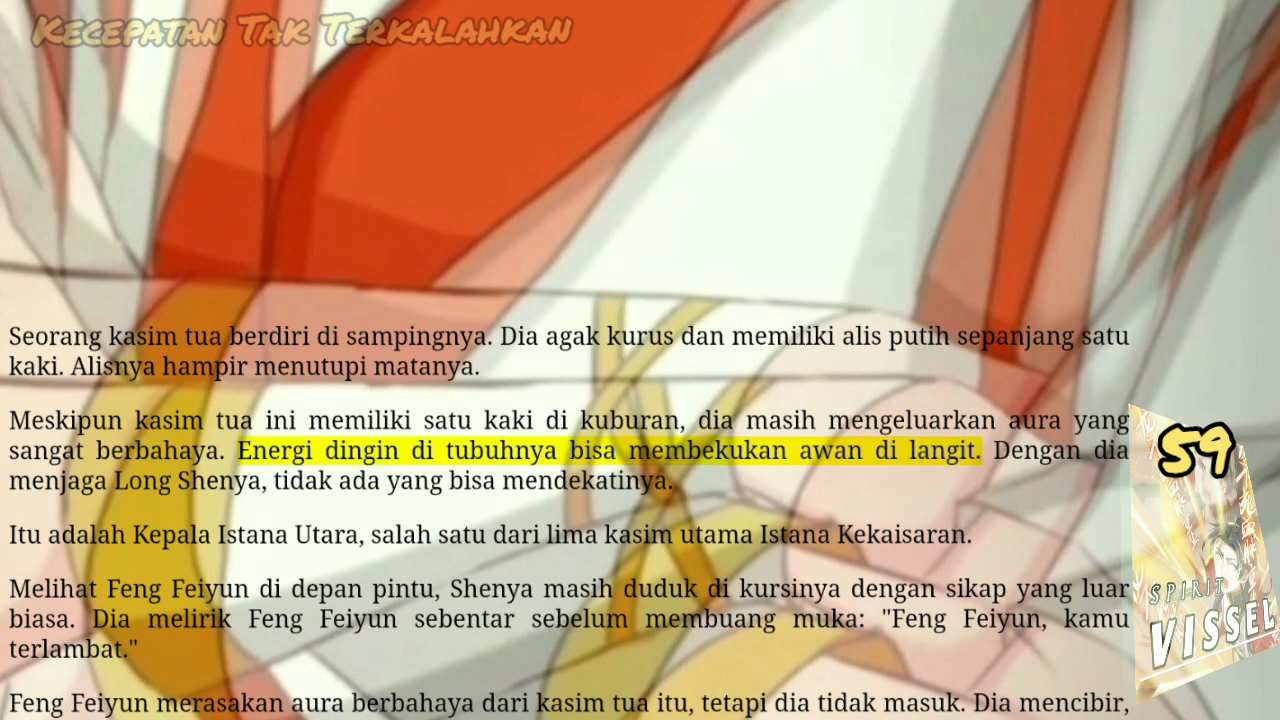 Kecepatan Tak Terkalahkan
Seorang kasim tua berdiri di sampingnya. Dia agak kurus dan memiliki alis putih sepanjang satu
kaki. Alisnya hampir menutupi matanya.
Meskipun kasim tua ini memiliki satu kaki di kuburan, dia masih mengeluarkan aura yang
sangat berbahaya. Energi dingin di tubuhnya bisa membekukan awan di langit. Dengan dia
menjaga Long Shenya, tidak ada yang bisa mendekatinya.
Itu adalah Kepala Istana Utara, salah satu dari lima kasim utama Istana Kekaisaran.
Melihat Feng Feiyun di depan pintu, Shenya masih duduk di kursinya dengan sikap yang luar
biasa. Dia melirik Feng Feiyun sebentar sebelum membuang muka: "Feng Feiyun, kamu
terlambat."
Feng Feiyun merasakan aura berbahaya dari kasim tua itu, tetapi dia tidak masuk. Dia mencibir,
59
SPIRIT
VISSEL